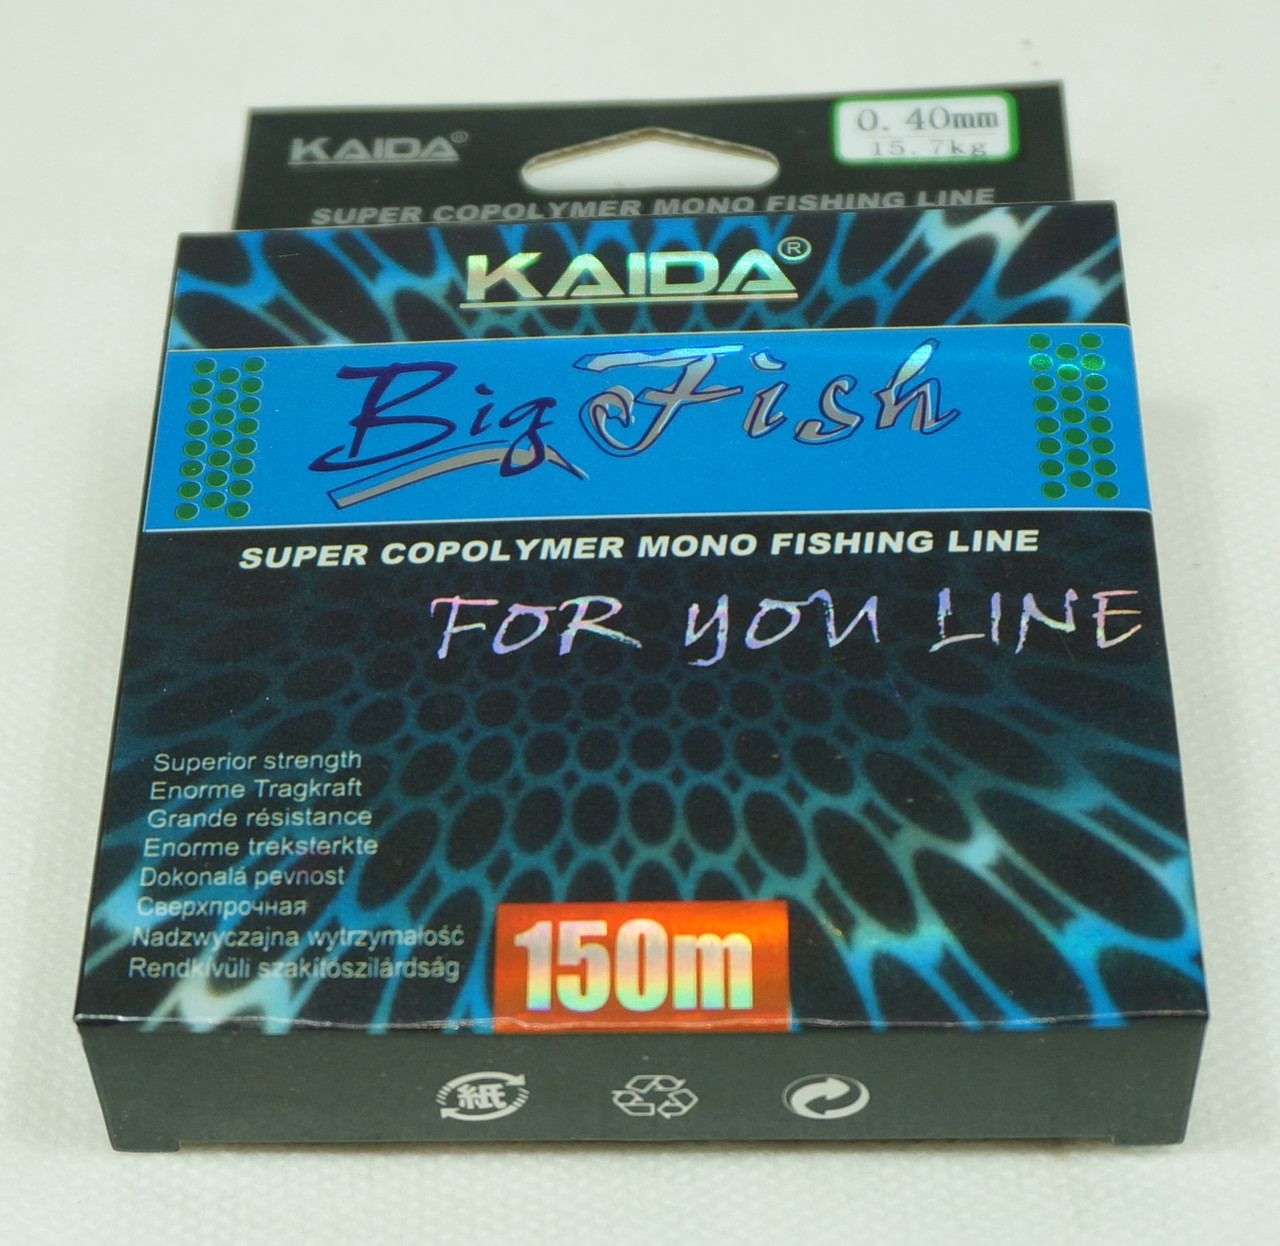 KAIDA®
0.40mm
15.7kg
SUPER COPOLYMER MONO FISHING LINE
KAIDA®
Big Fish
SUPER COPOLYMER MONO FISHING LINE
FOR YOU LINE
Superior strength
Enorme Tragkraft
Grande résistance
Enorme treksterkte
Dokonalá pevnost
Сверхпрочная
Nadzwyczajna wytrzymałość
Rendkívüli szakítószilárdság
150m
紙